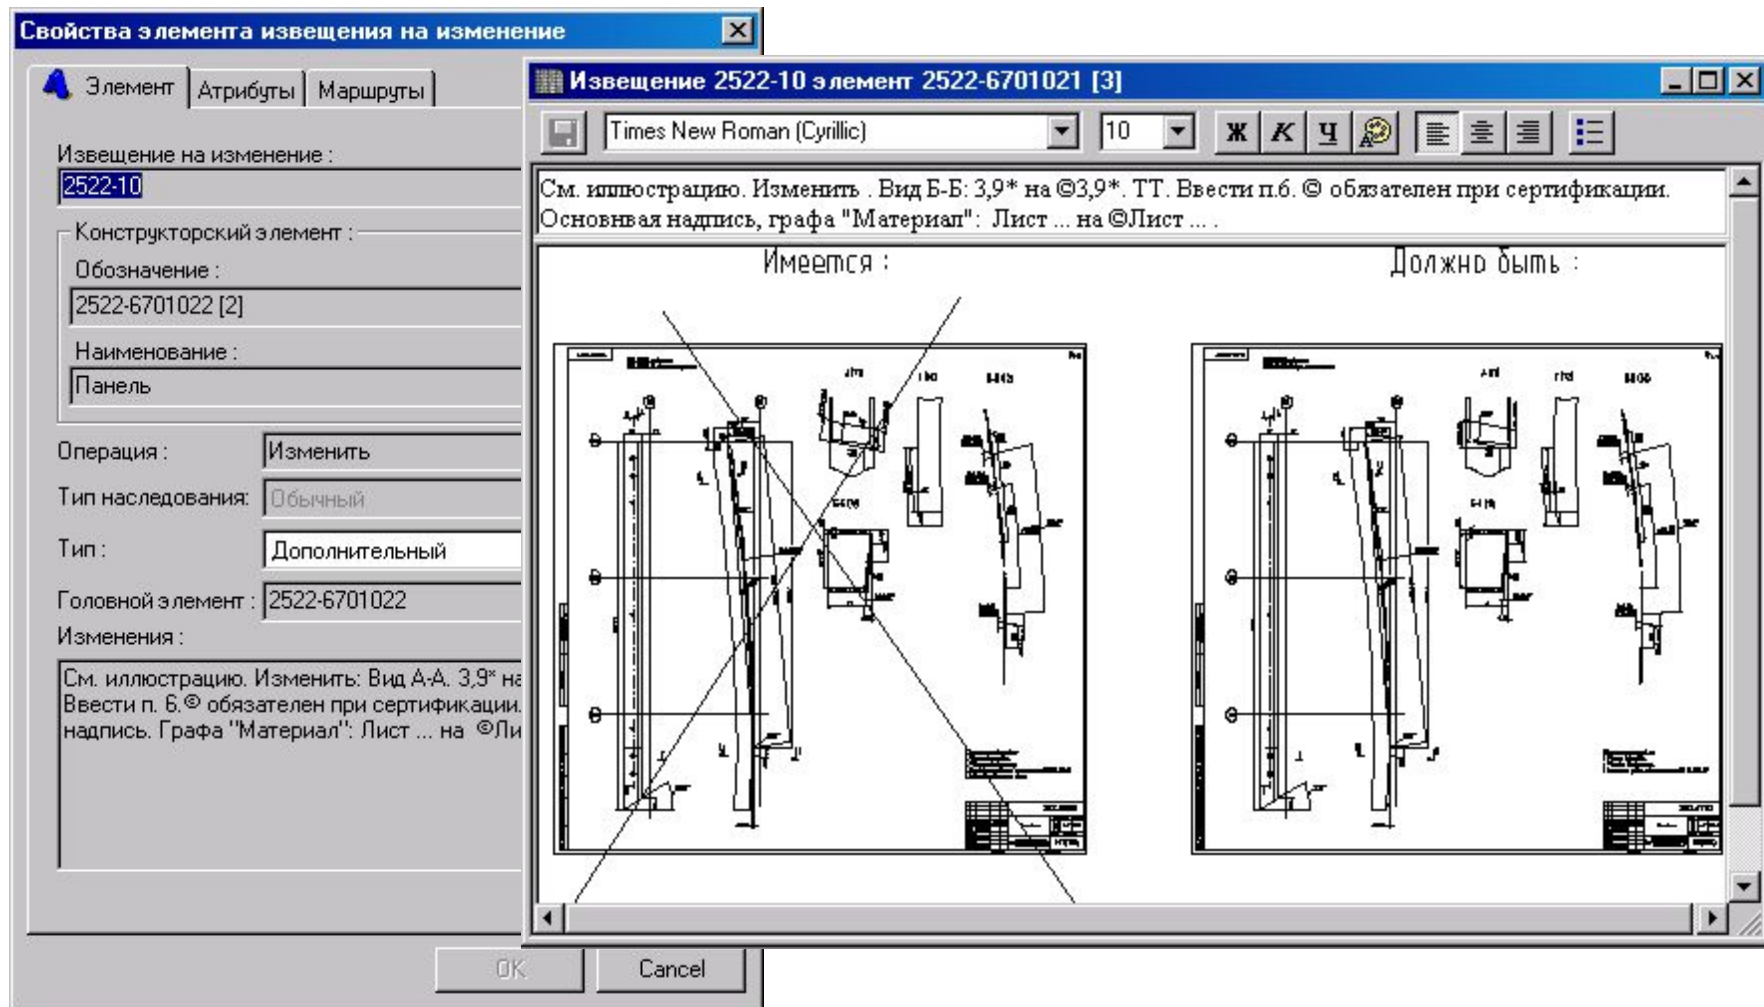 Свойства элемента извещения на изменение
Элемент
Атрибуты
Маршруты
Извещение на изменение :
2522-10
Конструкторский элемент :
Обозначение :
2522-6701022 [2]
Наименование :
Панель
Операция :
Изменить
Тип наследования:
Обычный
Тип :
Дополнительный
Головной элемент :
2522-6701022
Изменения :
См. иллюстрацию. Изменить: Вид А-А. 3,9* на
Ввести п. 6.© обязателен при сертификации.
надпись. Графа "Материал": Лист ... на ©Ли
OK
Cancel
Извещение 2522-10 элемент 2522-6701021 [3]
Times New Roman (Cyrillic)
10
Ж К Ч
См. иллюстрацию. Изменить . Вид Б-Б: 3,9* на ©3,9*. ТТ. Ввести п.6. © обязателен при сертификации.
Основнвая надпись, графа "Материал": Лист ... на ©Лист ... .
Имеется :
Должно быть :